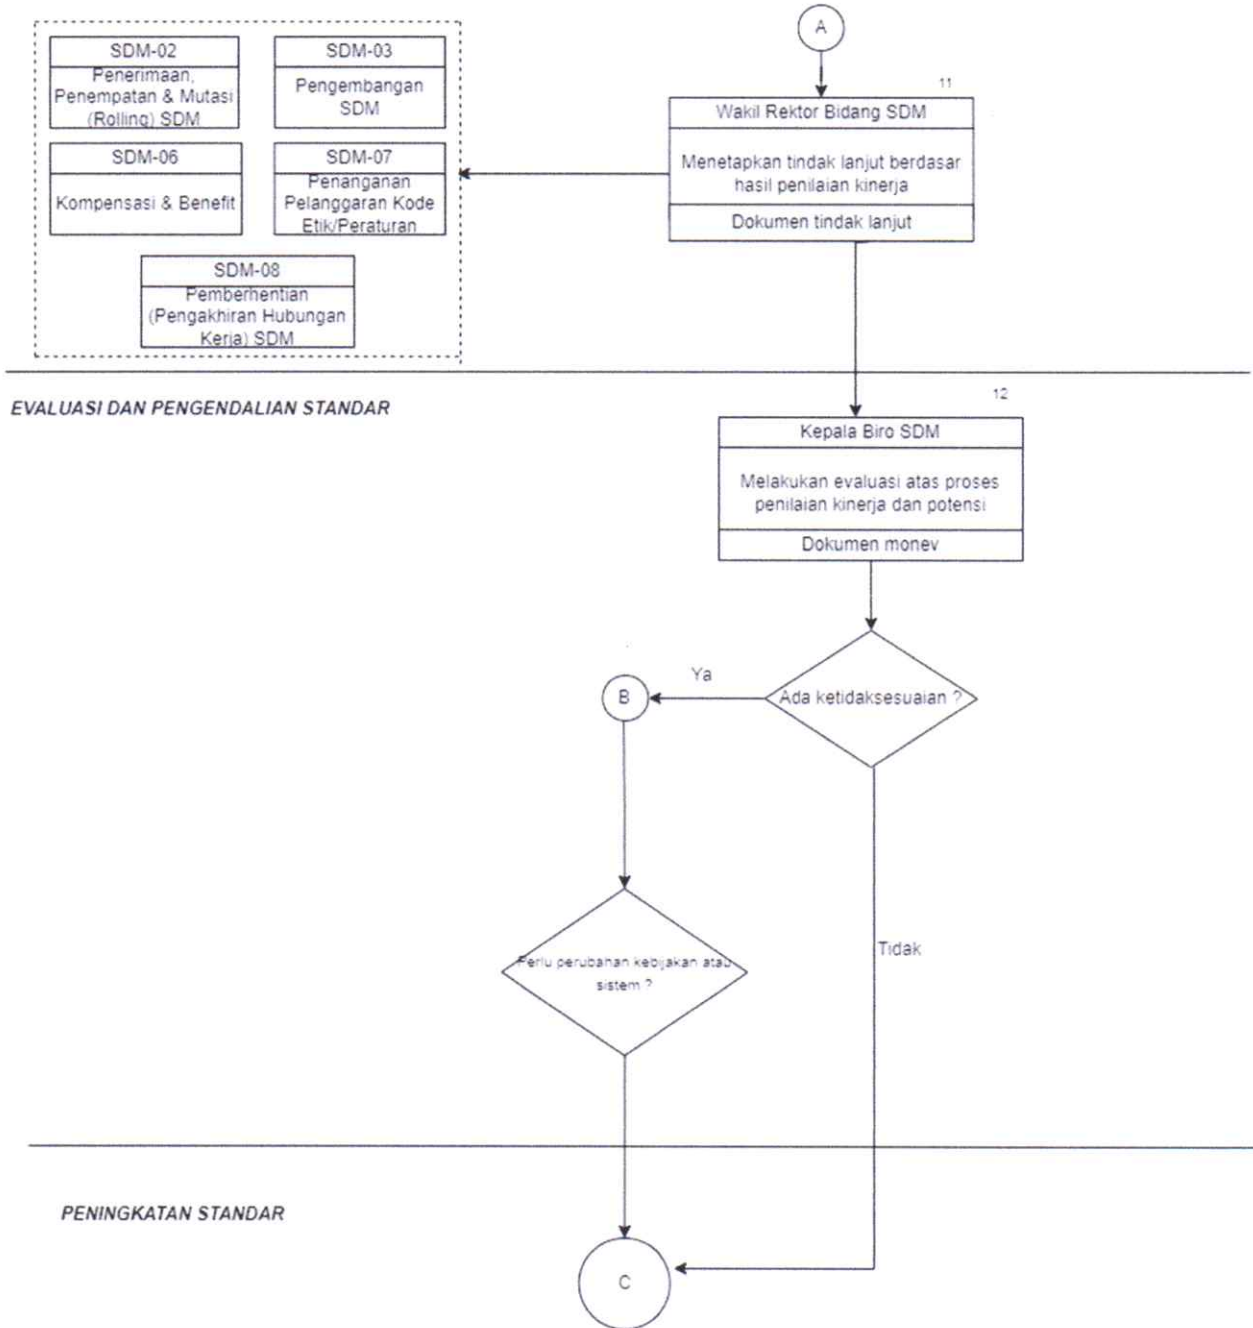 A
11
SDM-02
Penerimaan,
Penempatan & Mutasi
(Rolling) SDM
SDM-03
Pengembangan
SDM
Wakil Rektor Bidang SDM
Menetapkan tindak lanjut berdasar
hasil penilaian kinerja
Dokumen tindak lanjut
SDM-06
Kompensasi & Benefit
SDM-07
Penanganan
Pelanggaran Kode
Etik/Peraturan
SDM-08
Pemberhentian
(Pengakhiran Hubungan
Kerja) SDM
EVALUASI DAN PENGENDALIAN STANDAR
12
Kepala Biro SDM
Melakukan evaluasi atas proses
penilaian kinerja dan potensi
Dokumen monev
Ya
B
Ada ketidaksesuaian ?
Tidak
Perlu perubahan kebijakan atau
sistem ?
PENINGKATAN STANDAR
C